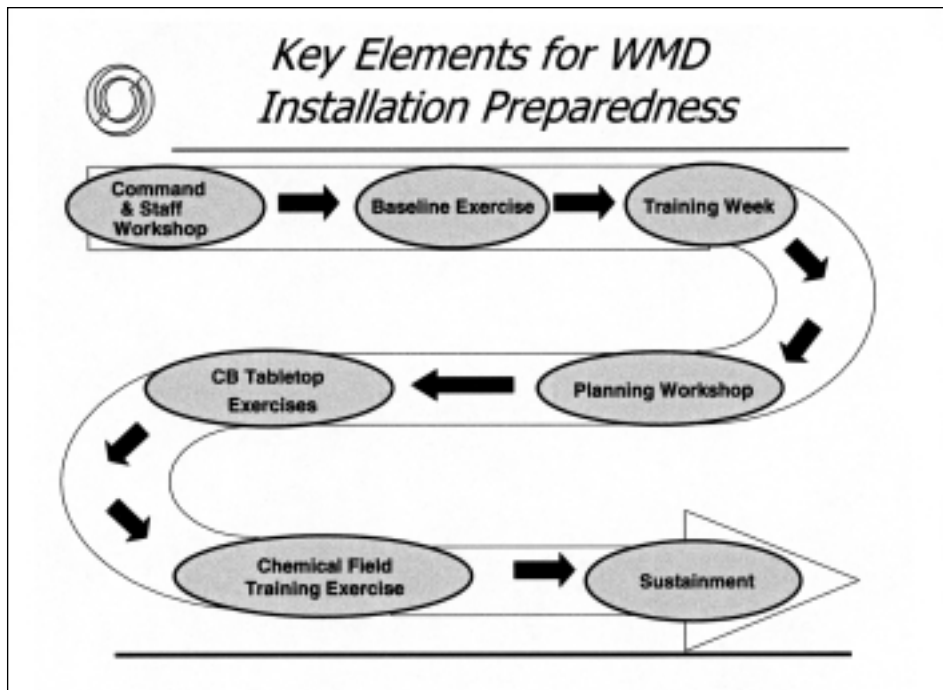 Key Elements for WMD
Installation Preparedness
Command
& Staff
Workshop
Baseline Exercise
Training Week
Planning Workshop
CB Tabletop
Exercises
Chemical Field
Training Exercise
Sustainment